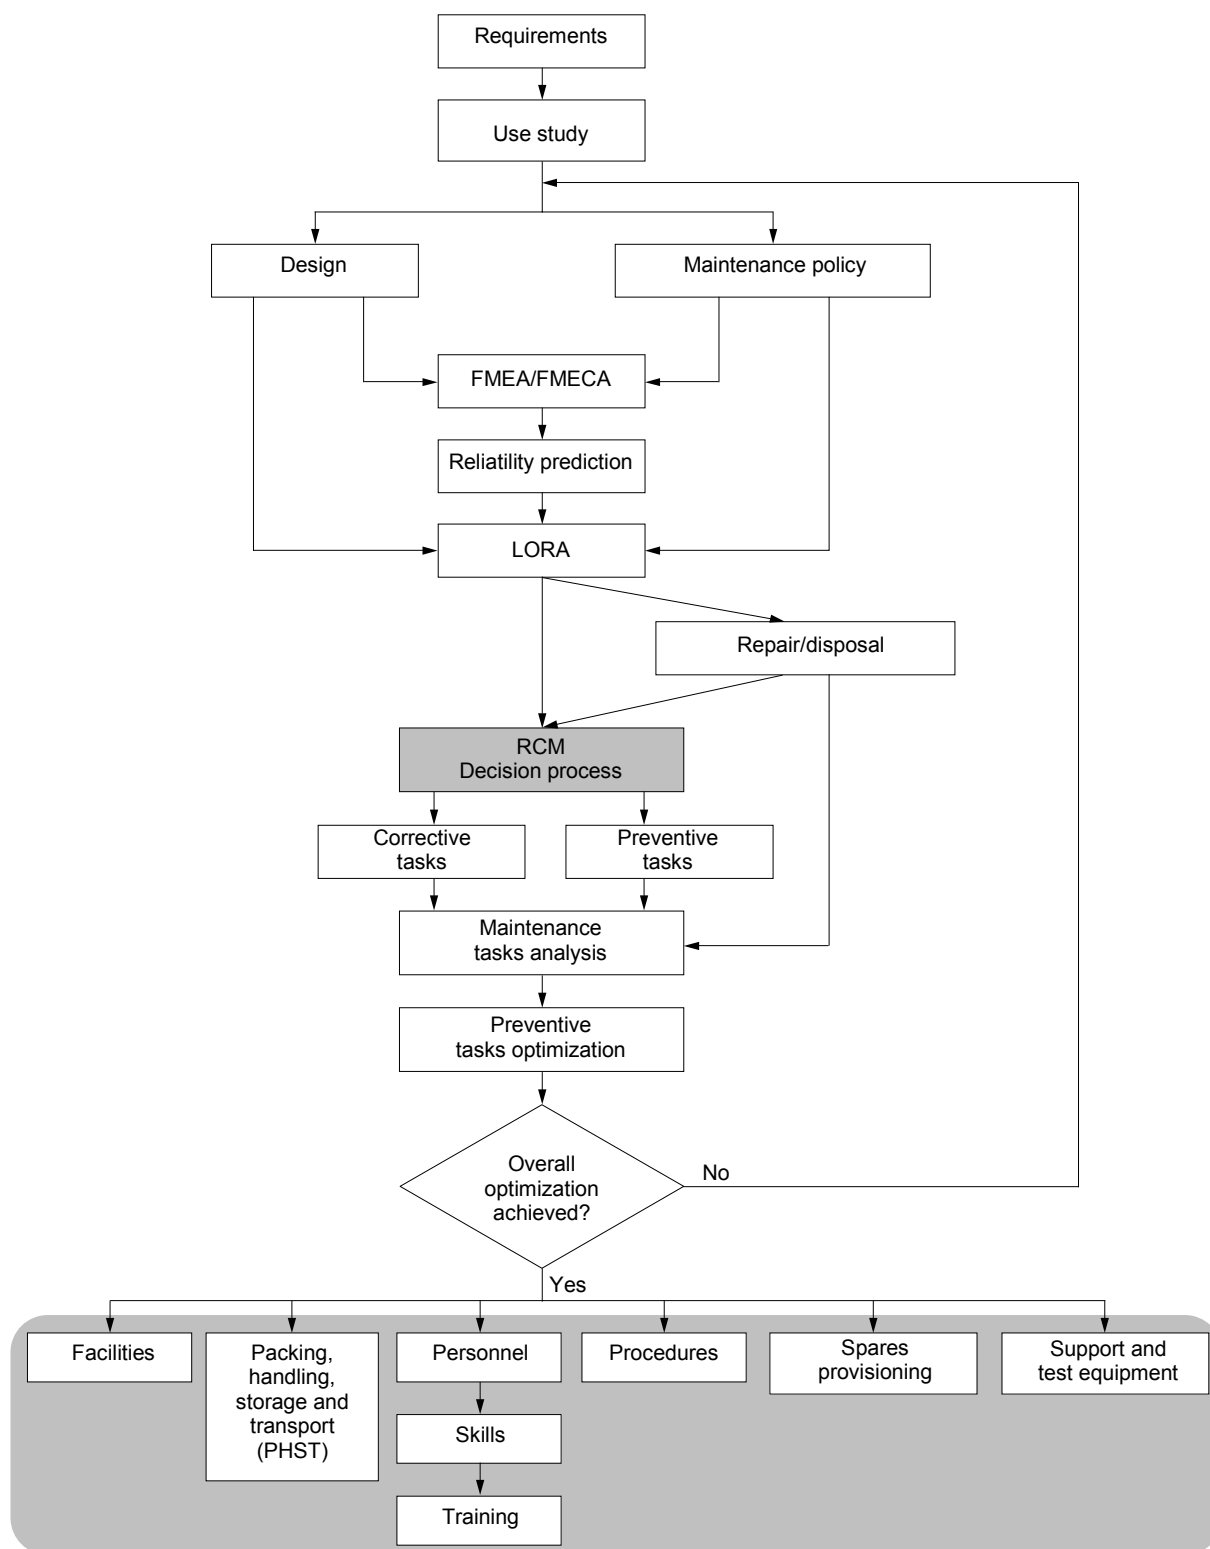 Requirements
Use study
Design
Maintenance policy
FMEA/FMECA
Reliatility prediction
LORA
Repair/disposal
RCM
Decision process
Corrective
tasks
Preventive
tasks
Maintenance
tasks analysis
Preventive
tasks optimization
Overall
optimization
achieved?
No
Yes
Facilities
Packing,
handling,
storage and
transport
(PHST)
Personnel
Skills
Training
Procedures
Spares
provisioning
Support and
test equipment